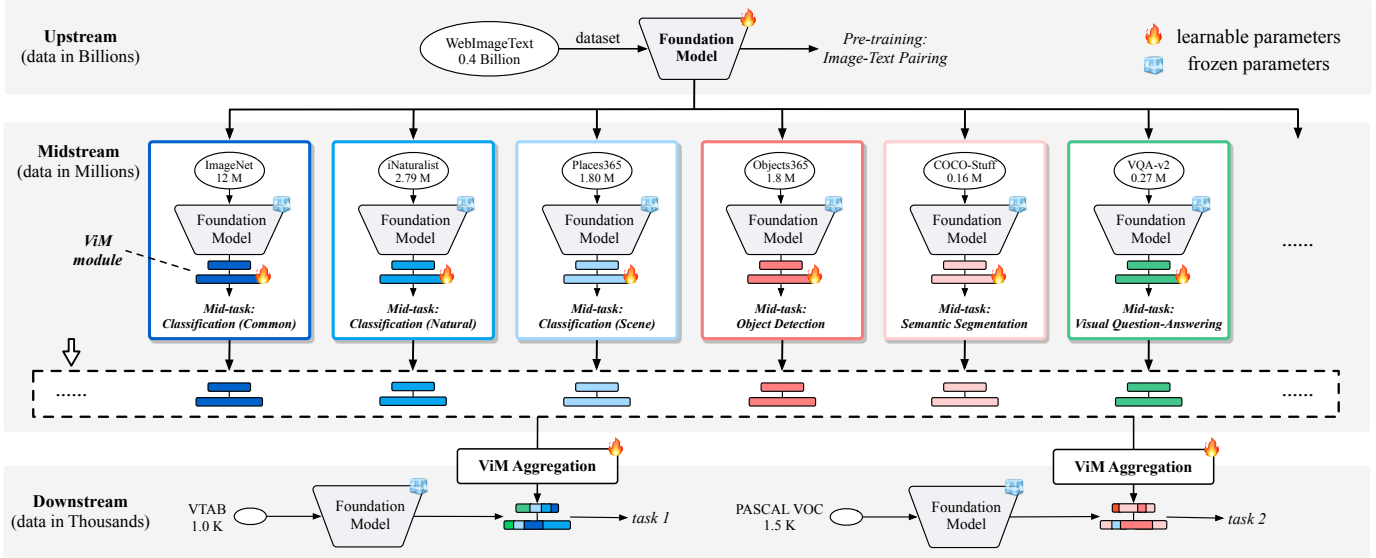 Upstream
(data in Billions)
WebImageText
0.4 Billion
dataset
Foundation
Model
Pre-training:
Image-Text Pairing
learnable parameters
frozen parameters
Midstream
(data in Millions)
ViM
module
ImageNet
12 M
Foundation
Model
Mid-task:
Classification (Common)
iNaturalist
2.79 M
Foundation
Model
Mid-task:
Classification (Natural)
Places365
1.80 M
Foundation
Model
Mid-task:
Classification (Scene)
Objects365
1.8 M
Foundation
Model
Mid-task:
Object Detection
COCO-Stuff
0.16 M
Foundation
Model
Mid-task:
Semantic Segmentation
VQA-v2
0.27 M
Foundation
Model
Mid-task:
Visual Question-Answering
......
......
......
ViM Aggregation
ViM Aggregation
Downstream
(data in Thousands)
VTAB
1.0 K
Foundation
Model
task 1
PASCAL VOC
1.5 K
Foundation
Model
task 2